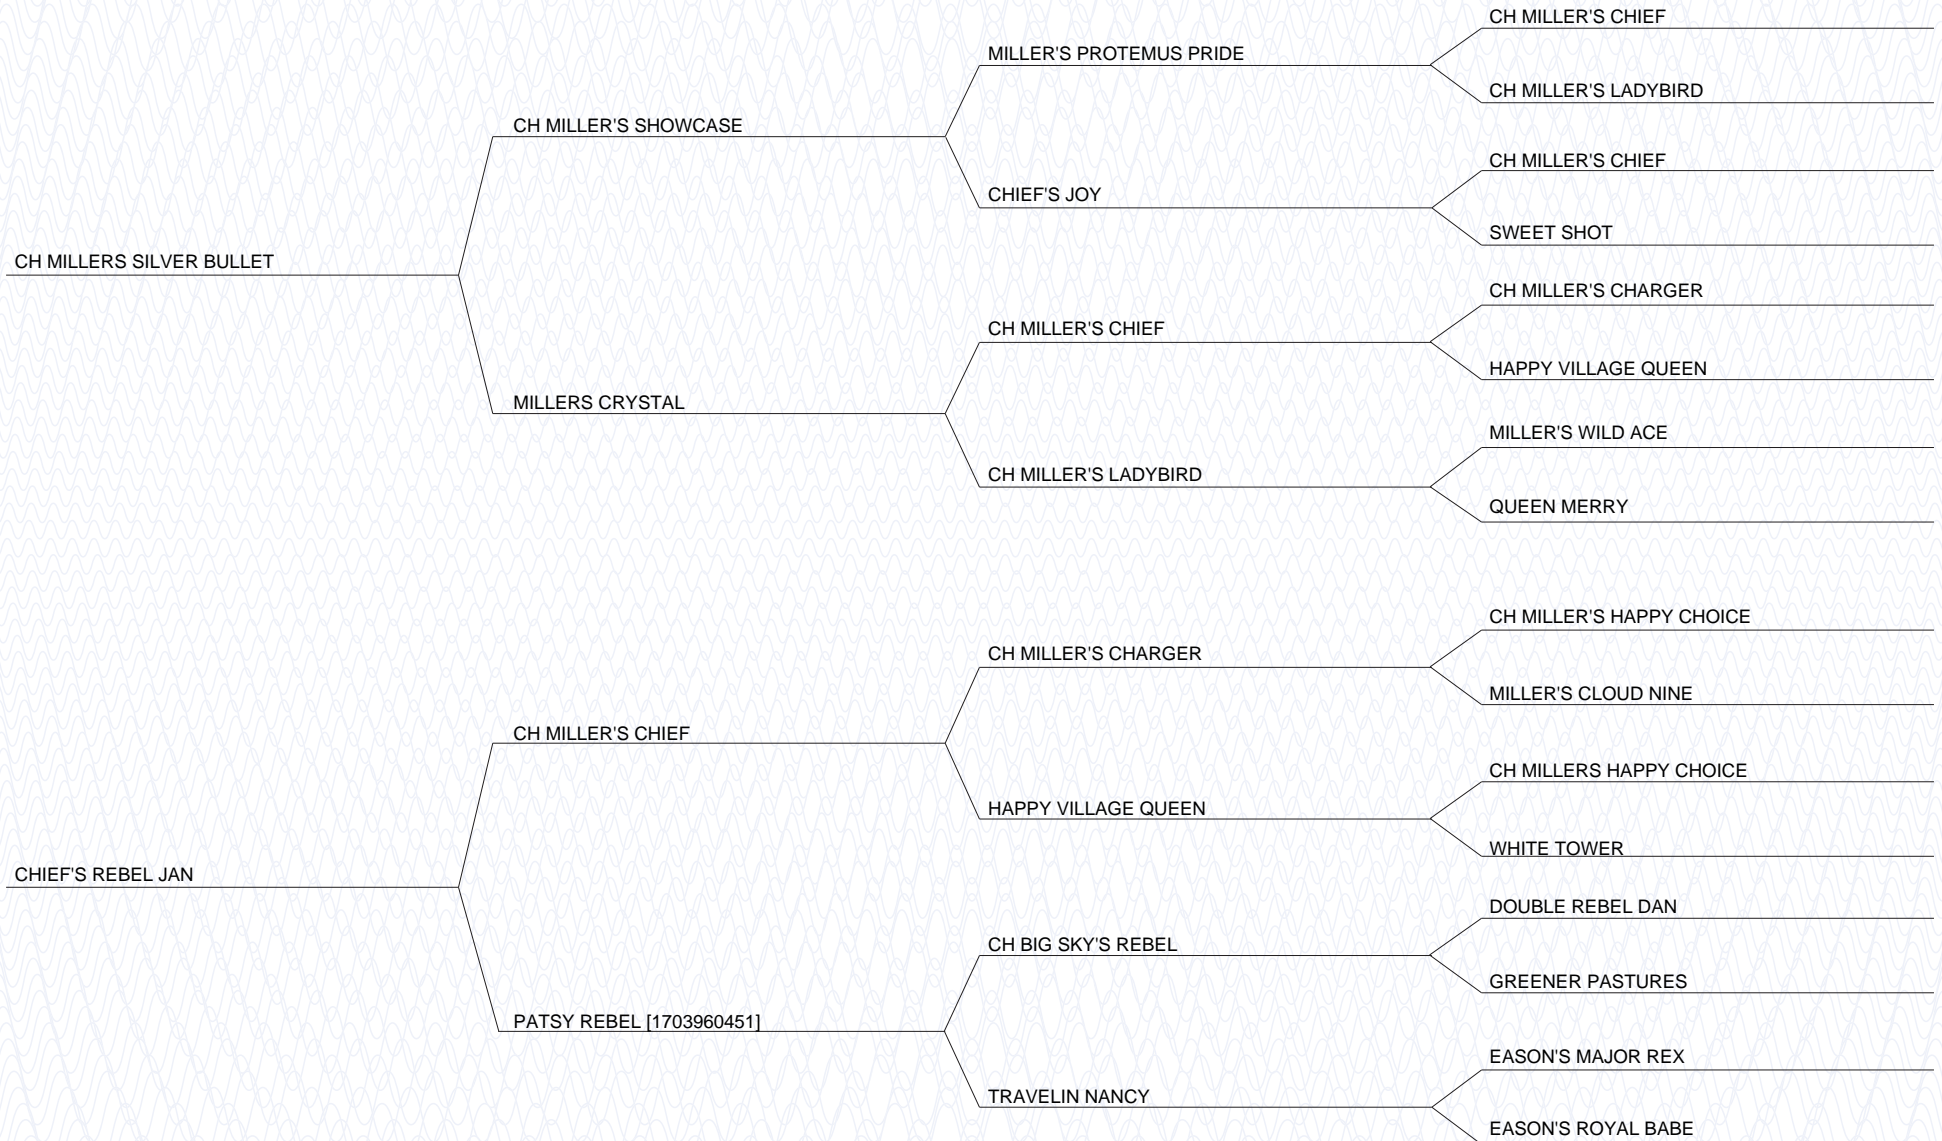 CH MILLER'S CHIEF
MILLER'S PROTEMUS PRIDE
CH MILLER'S LADYBIRD
CH MILLER'S SHOWCASE
CH MILLER'S CHIEF
CHIEF'S JOY
SWEET SHOT
CH MILLERS SILVER BULLET
CH MILLER'S CHARGER
CH MILLER'S CHIEF
HAPPY VILLAGE QUEEN
MILLERS CRYSTAL
MILLER'S WILD ACE
CH MILLER'S LADYBIRD
QUEEN MERRY
CH MILLER'S HAPPY CHOICE
CH MILLER'S CHARGER
MILLER'S CLOUD NINE
CH MILLER'S CHIEF
CH MILLERS HAPPY CHOICE
HAPPY VILLAGE QUEEN
WHITE TOWER
CHIEF'S REBEL JAN
DOUBLE REBEL DAN
CH BIG SKY'S REBEL
GREENER PASTURES
PATSY REBEL [1703960451]
EASON'S MAJOR REX
TRAVELIN NANCY
EASON'S ROYAL BABE